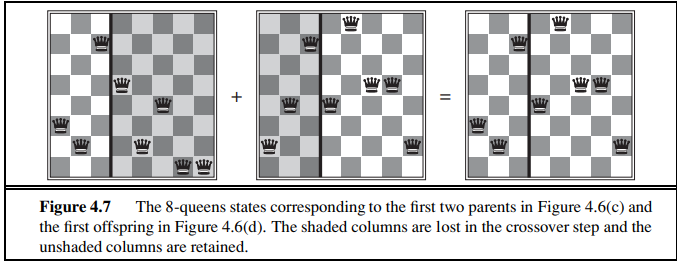 + =
Figure 4.7 The 8-queens states corresponding to the first two parents in Figure 4.6(c) and
the first offspring in Figure 4.6(d). The shaded columns are lost in the crossover step and the
unshaded columns are retained.